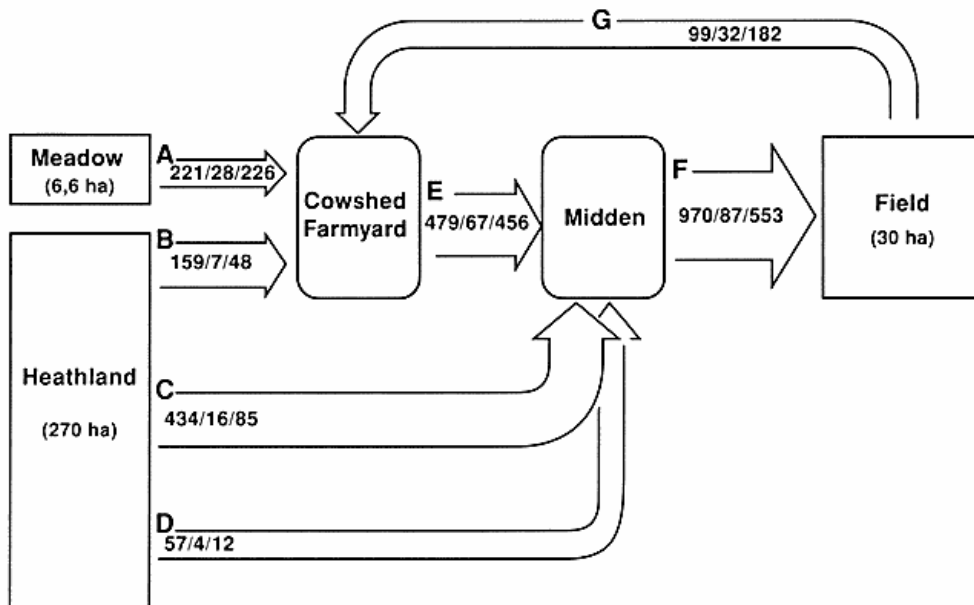 G
99/32/182
Meadow
(6,6 ha)
A
221/28/226
Cowshed
Farmyard
E
479/67/456
Midden
F
970/87/553
Field
(30 ha)
B
159/7/48
Heathland
(270 ha)
C
434/16/85
D
57/4/12